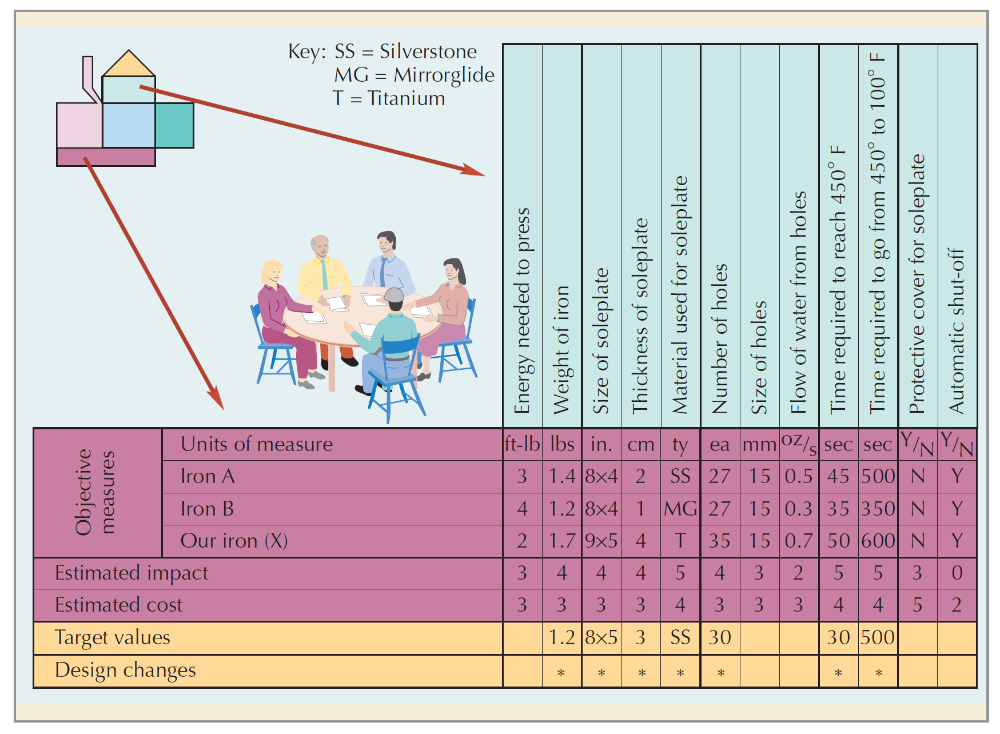 Key: SS = Silverstone
MG = Mirrorglide
T = Titanium
Energy needed to press
Weight of iron
Size of soleplate
Thickness of soleplate
Material used for soleplate
Number of holes
Size of holes
Flow of water from holes
Time required to reach 450° F
Time required to go from 450° to 100° F
Protective cover for soleplate
Automatic shut-off
Objective
measures
Units of measure ft-lb lbs in. cm ty ea mm oz/s sec sec Y/N Y/N
Iron A 3 1.4 8×4 2 SS 27 15 0.5 45 500 N Y
Iron B 4 1.2 8×4 1 MG 27 15 0.3 35 350 N Y
Our iron (X) 2 1.7 9×5 4 T 35 15 0.7 50 600 N Y
Estimated impact 3 4 4 4 5 4 3 2 5 5 3 0
Estimated cost 3 3 3 3 4 3 3 3 4 4 5 2
Target values 1.2 8×5 3 SS 30 30 500
Design changes * * * * * * *